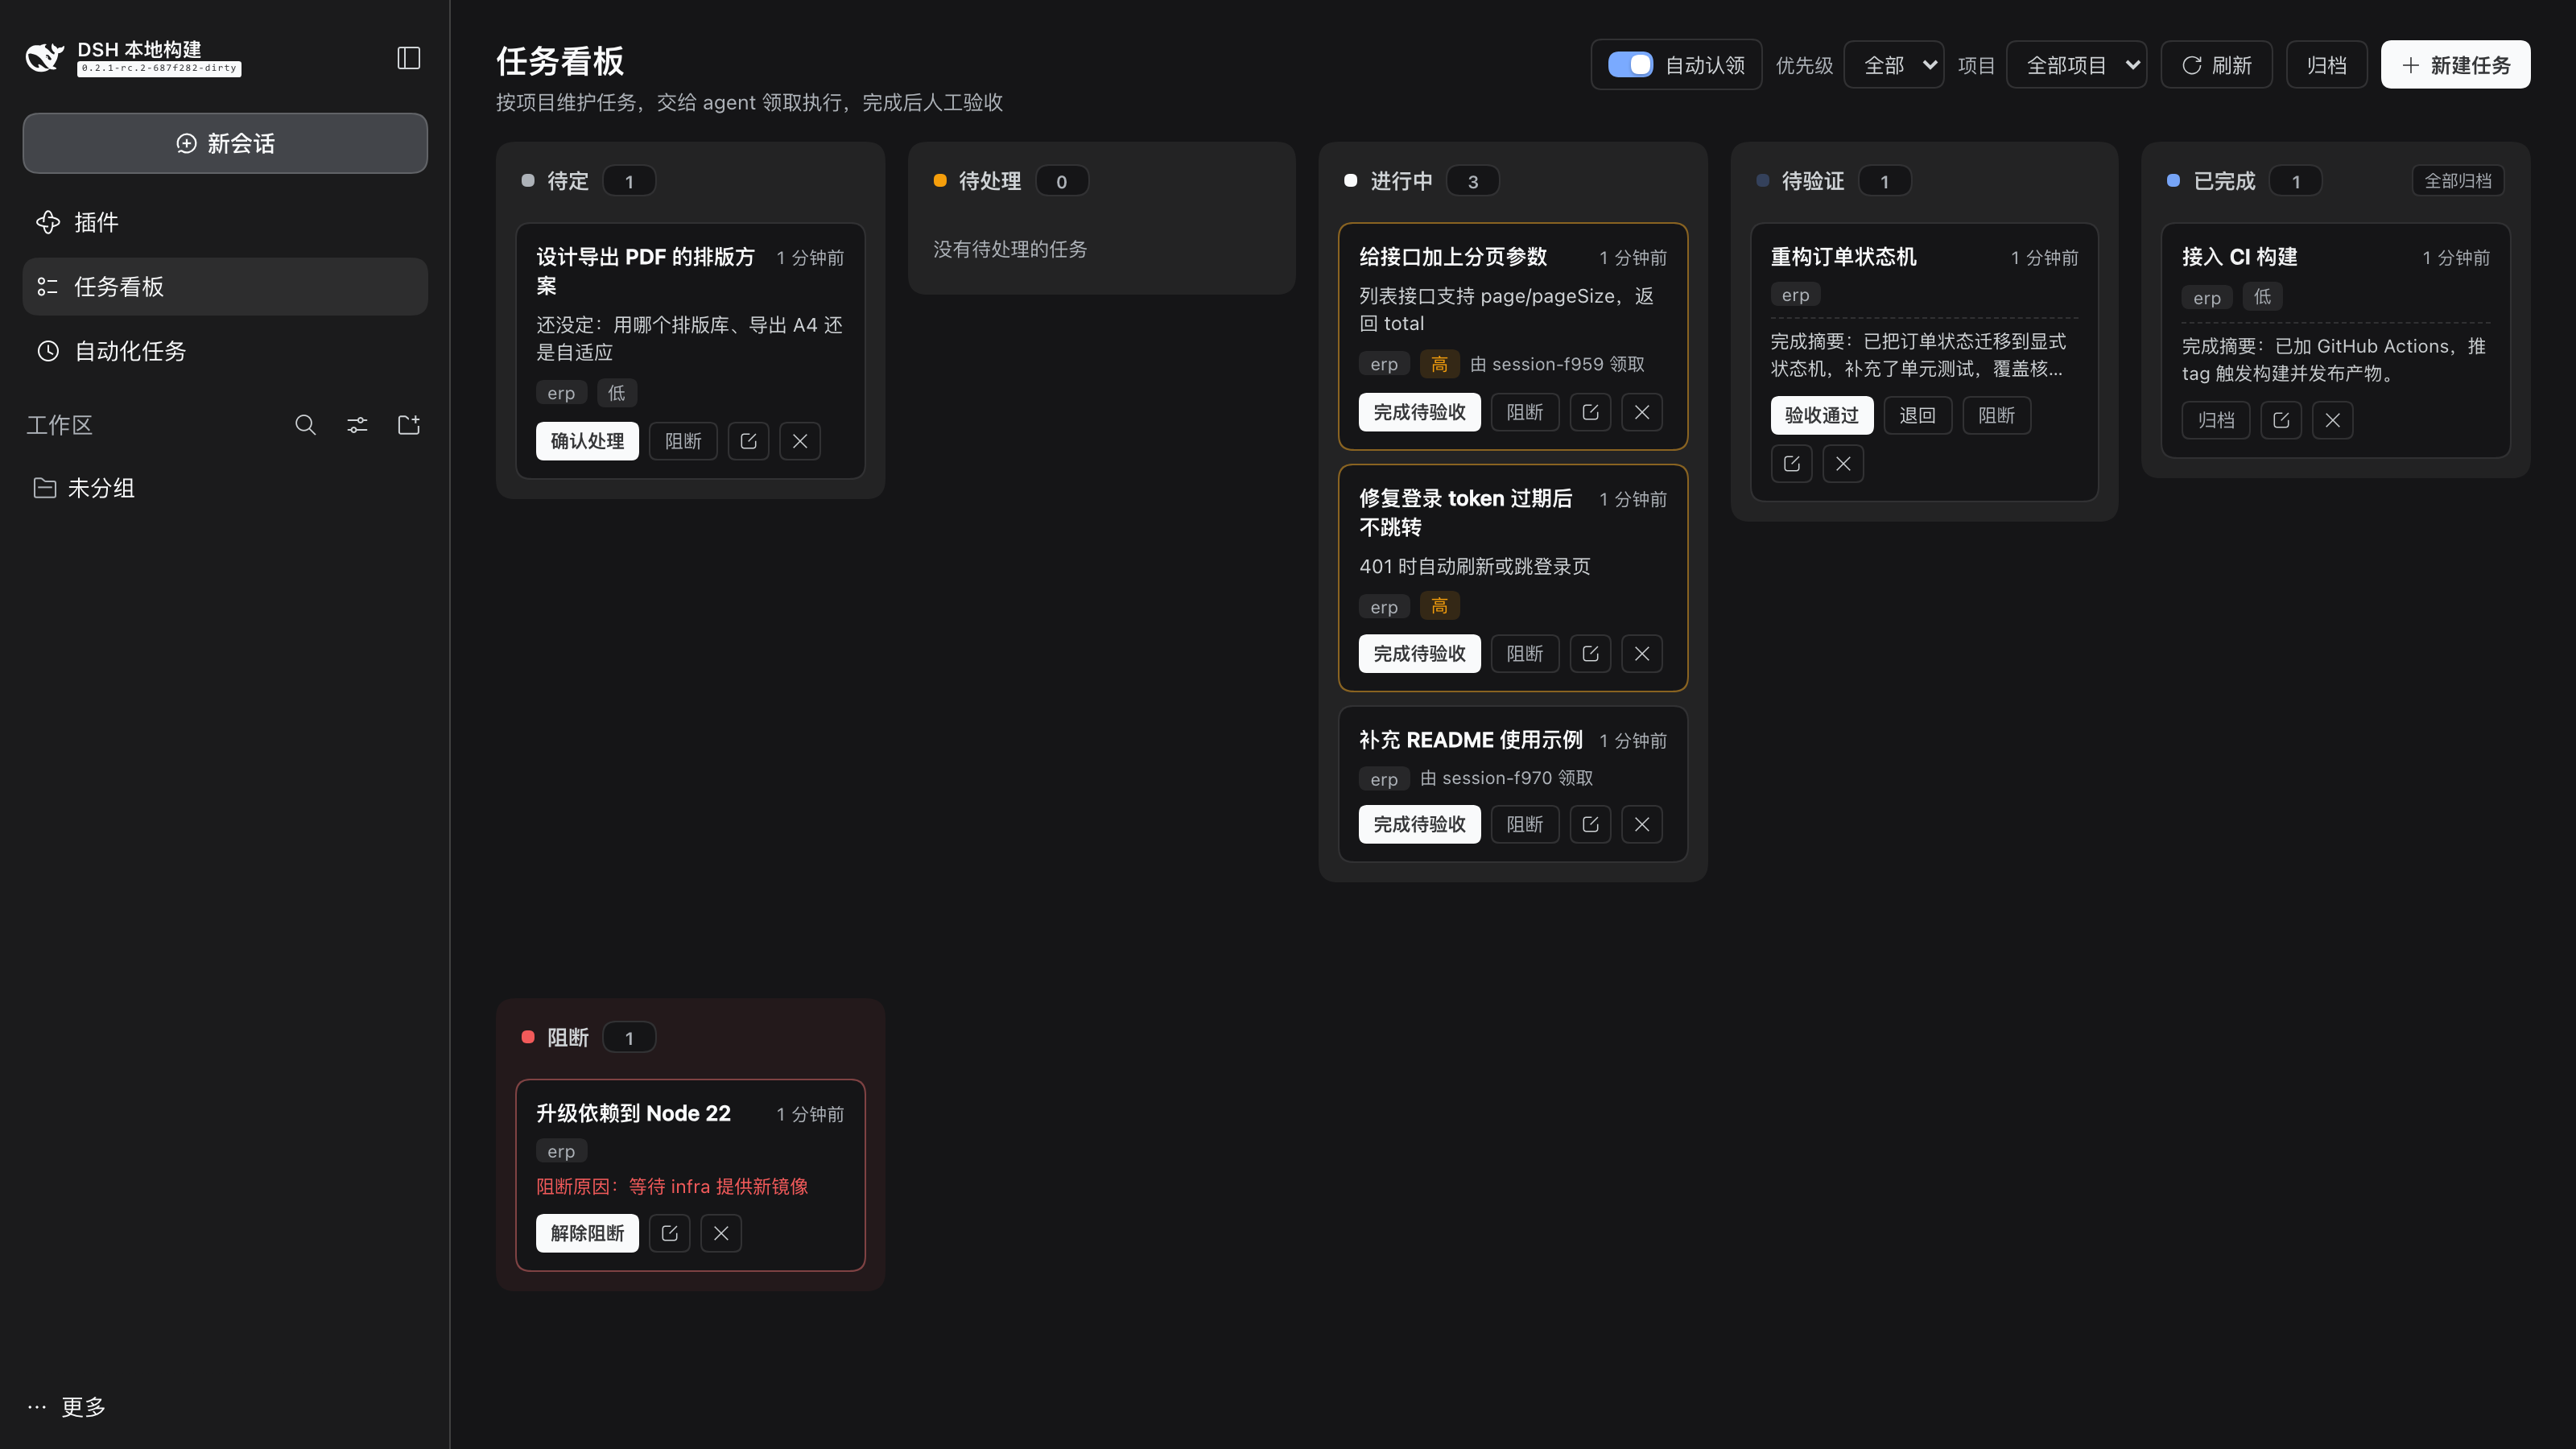 DSH 本地构建
0.2.1-rc.2-687f282-dirty
新会话
插件
任务看板
自动化任务
工作区
未分组
更多
任务看板
按项目维护任务，交给 agent 领取执行，完成后人工验收
自动认领
优先级
全部
项目
全部项目
刷新
归档
新建任务
待定
1
设计导出 PDF 的排版方
案
1 分钟前
还没定：用哪个排版库、导出 A4 还
是自适应
erp
低
确认处理
阻断
待处理
0
没有待处理的任务
进行中
3
给接口加上分页参数
1 分钟前
列表接口支持 page/pageSize，返
回 total
erp
高
由 session-f959 领取
完成待验收
阻断
修复登录 token 过期后
不跳转
1 分钟前
401 时自动刷新或跳登录页
erp
高
完成待验收
阻断
补充 README 使用示例
1 分钟前
erp
由 session-f970 领取
完成待验收
阻断
待验证
1
重构订单状态机
1 分钟前
erp
完成摘要：已把订单状态迁移到显式
状态机，补充了单元测试，覆盖核...
验收通过
退回
阻断
已完成
1
全部归档
接入 CI 构建
1 分钟前
erp
低
完成摘要：已加 GitHub Actions，推
tag 触发构建并发布产物。
归档
阻断
1
升级依赖到 Node 22
1 分钟前
erp
阻断原因：等待 infra 提供新镜像
解除阻断